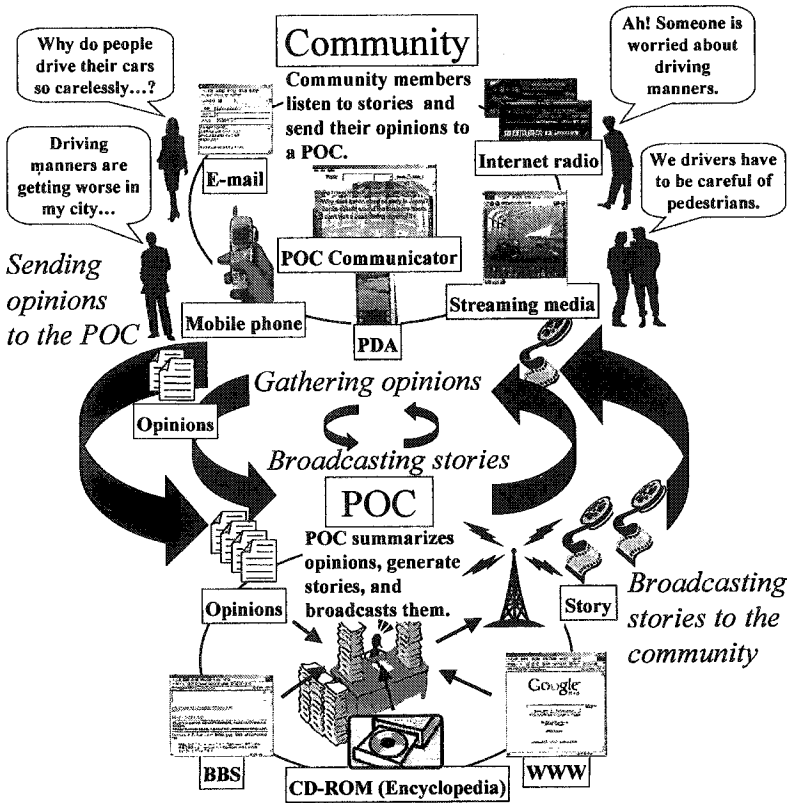 Community
Why do people
drive their cars
so carelessly...?
Community members
listen to stories and
send their opinions to
a POC.
Ah! Someone is
worried about
driving
manners.
Driving
manners are
getting worse in
my city...
E-mail
Internet radio
We drivers have
to be careful of
pedestrians.
POC Communicator
Sending
opinions
to the POC
Mobile phone
PDA
Streaming media
Opinions
Gathering opinions
Broadcasting stories
POC
POC summarizes
opinions, generate
stories, and
broadcasts them.
Opinions
Story
Broadcasting
stories to the
community
Google
BBS
CD-ROM (Encyclopedia)
WWW